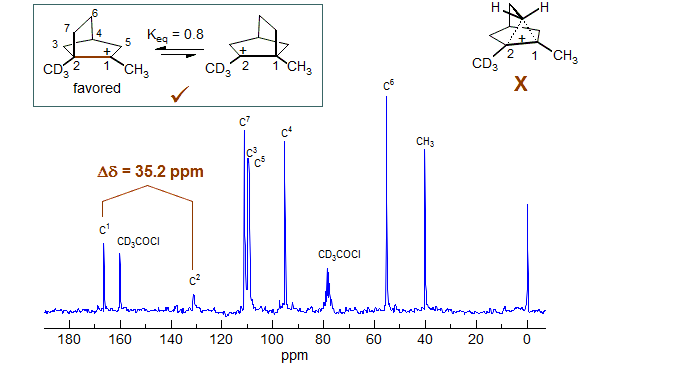 6
7
4
3
5
+
2
1
CD₃
CH₃
favored
Keq = 0.8
+
2
1
CD₃
CH₃
✓
H
H
+
2
1
CD₃
CH₃
X
Δδ = 35.2 ppm
C¹
CD₃COCl
C²
C⁷
C³
C⁵
C⁴
CD₃COCl
C⁶
CH₃
180 160 140 120 100 80 60 40 20 0
ppm